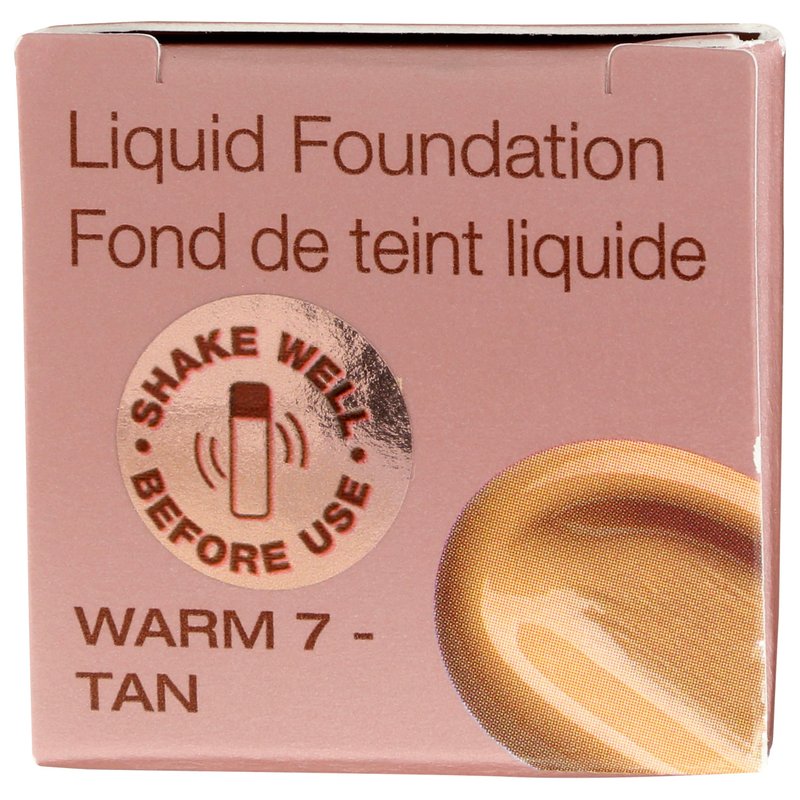 Liquid Foundation
Fond de teint liquide
• SHAKE WELL •
BEFORE USE
WARM 7 -
TAN